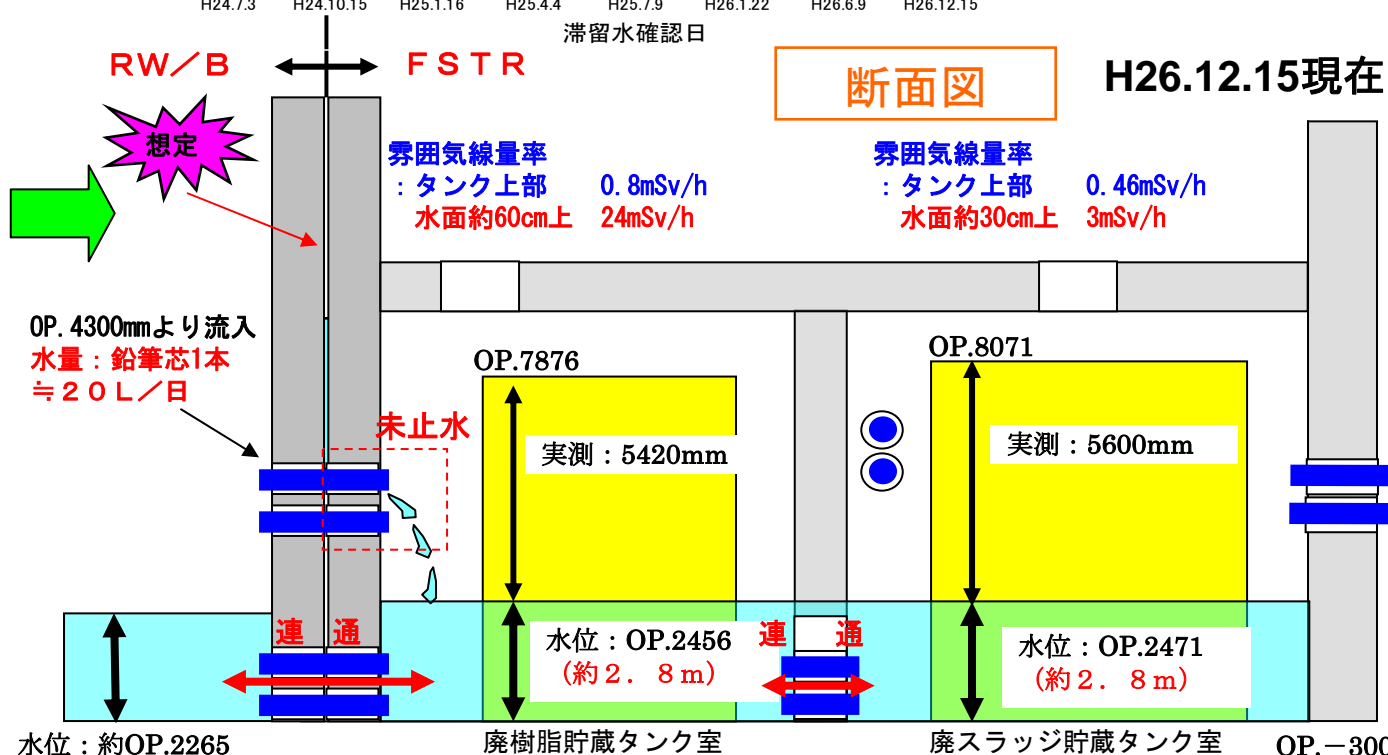 H24.7.3 H24.10.15 H25.1.16 H25.4.4 H25.7.9 H26.1.22 H26.6.9 H26.12.15
滞留水確認日
RW/B FSTR
断面図
H26.12.15現在
想定
雰囲気線量率
：タンク上部 0.8mSv/h
水面約60cm上 24mSv/h
雰囲気線量率
：タンク上部 0.46mSv/h
水面約30cm上 3mSv/h
OP.4300mmより流入
水量：鉛筆芯1本
≒２０Ｌ／日
未止水
OP.7876
実測：5420mm
OP.8071
実測：5600mm
連 通
水位：OP.2456
(約２．８ｍ)
連 通
水位：OP.2471
(約２．８ｍ)
水位：約OP.2265
廃樹脂貯蔵タンク室
廃スラッジ貯蔵タンク室
OP.－300